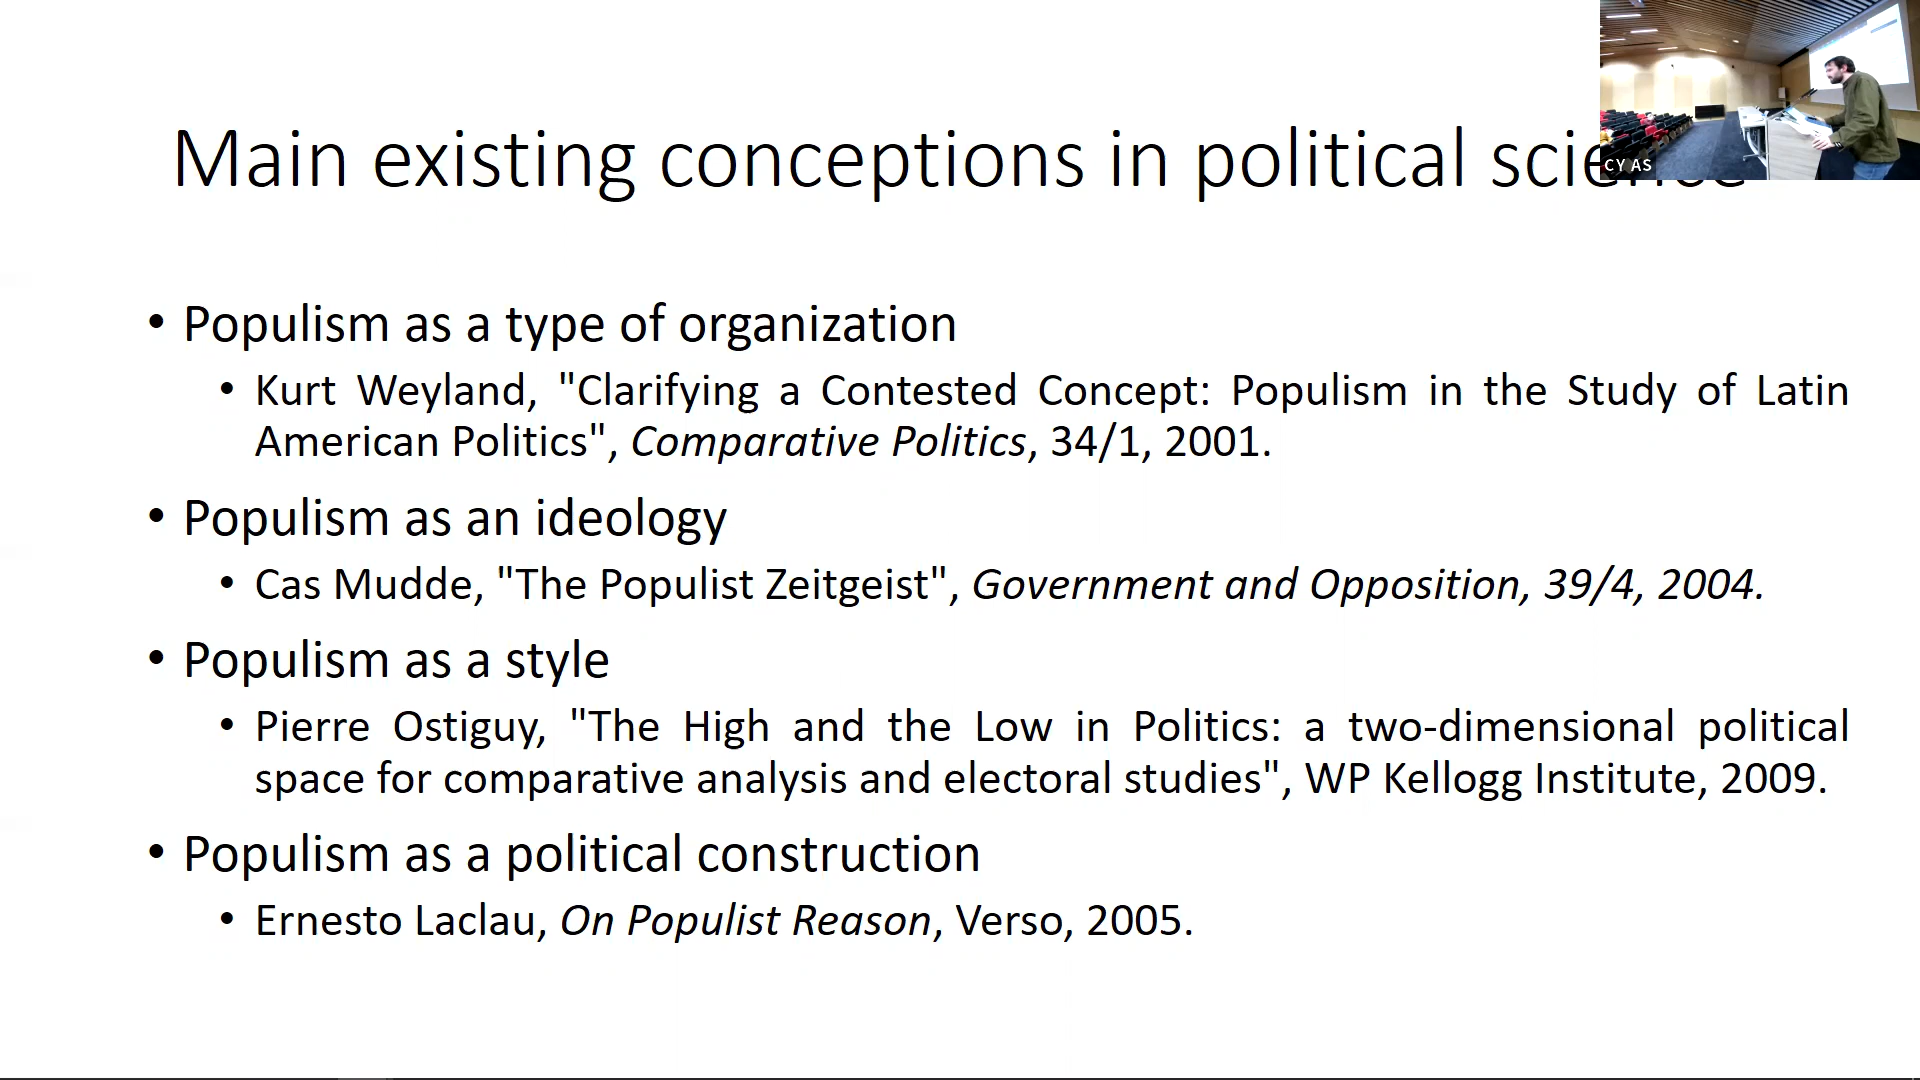 Main existing conceptions in political
CY AS
• Populism as a type of organization
• Kurt Weyland, "Clarifying a Contested Concept: Populism in the Study of Latin
American Politics", Comparative Politics, 34/1, 2001.
• Populism as an ideology
• Cas Mudde, "The Populist Zeitgeist", Government and Opposition, 39/4, 2004.
• Populism as a style
• Pierre Ostiguy, "The High and the Low in Politics: a two-dimensional political
space for comparative analysis and electoral studies", WP Kellogg Institute, 2009.
• Populism as a political construction
• Ernesto Laclau, On Populist Reason, Verso, 2005.